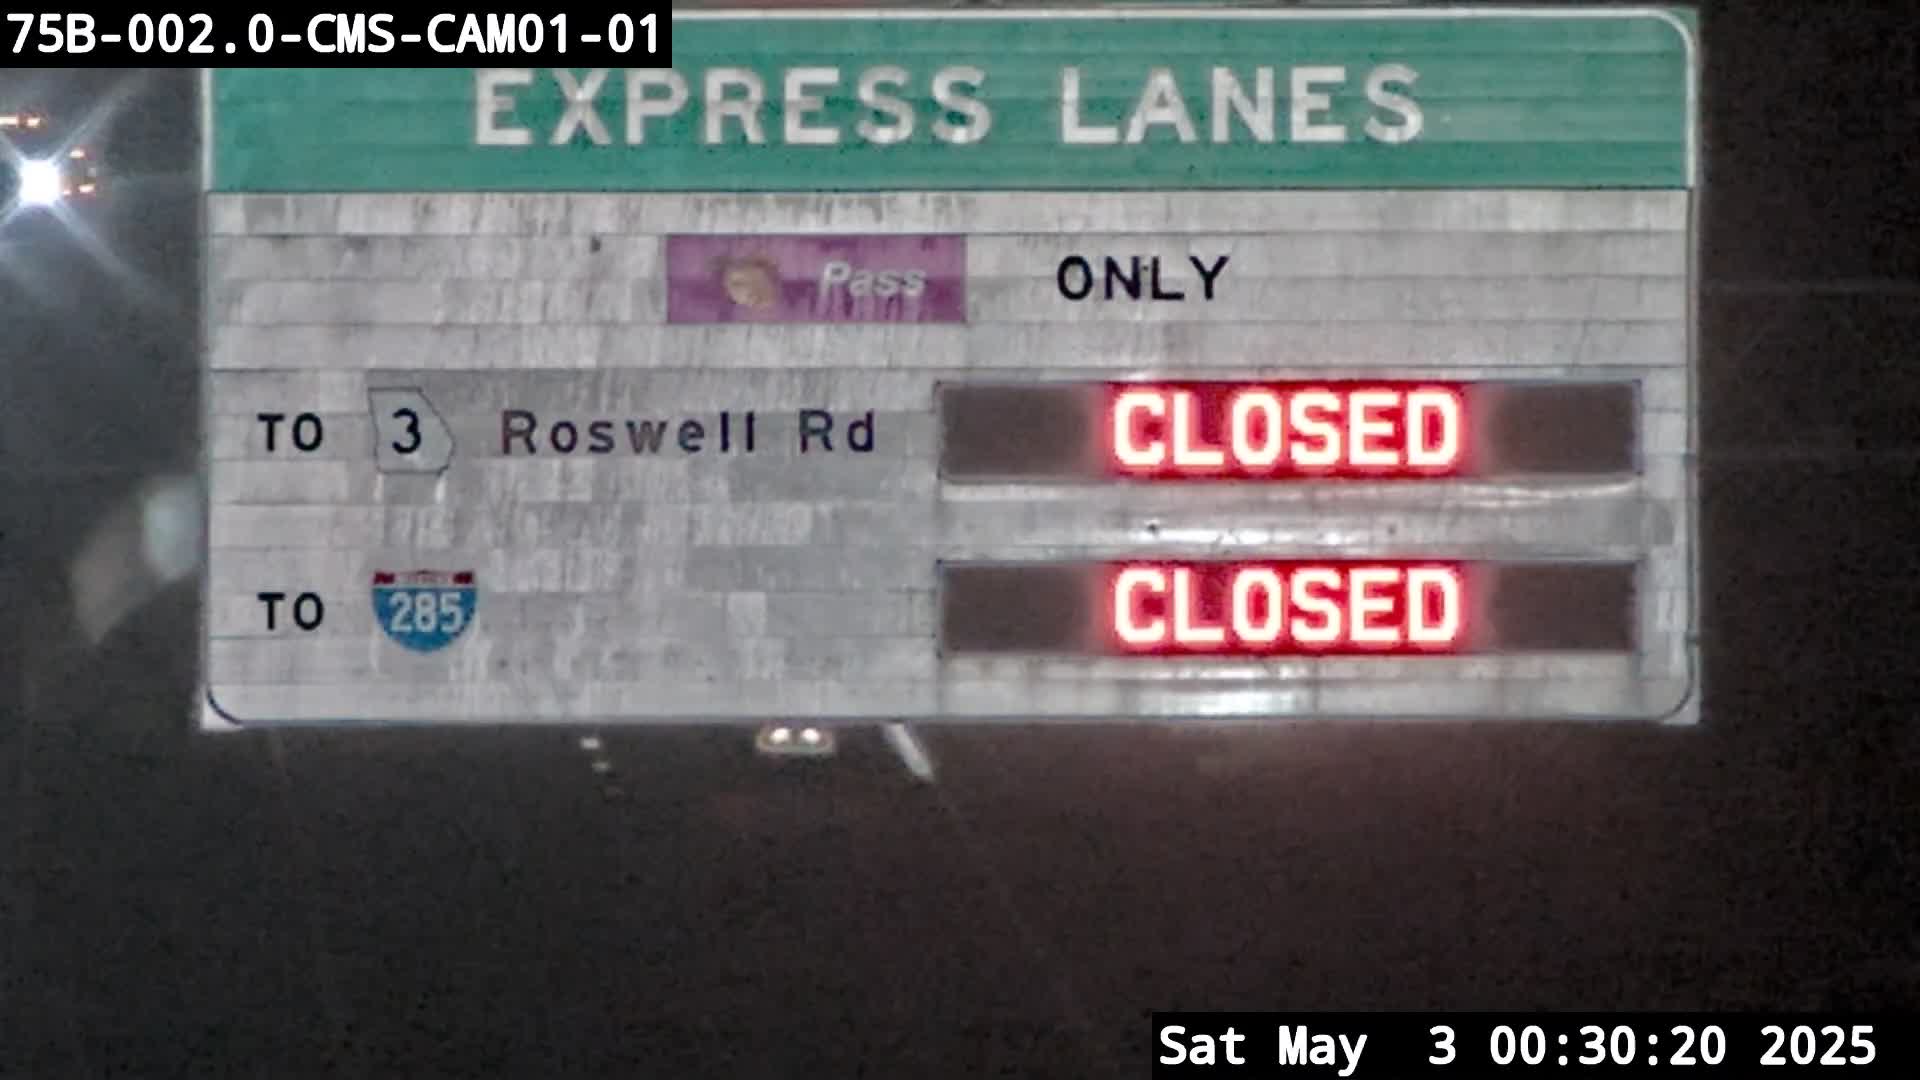 75B-002.0-CMS-CAM01-01
EXPRESS LANES
Pass ONLY
TO 3 Roswell Rd CLOSED
TO 285 CLOSED
Sat May 3 00:30:20 2025